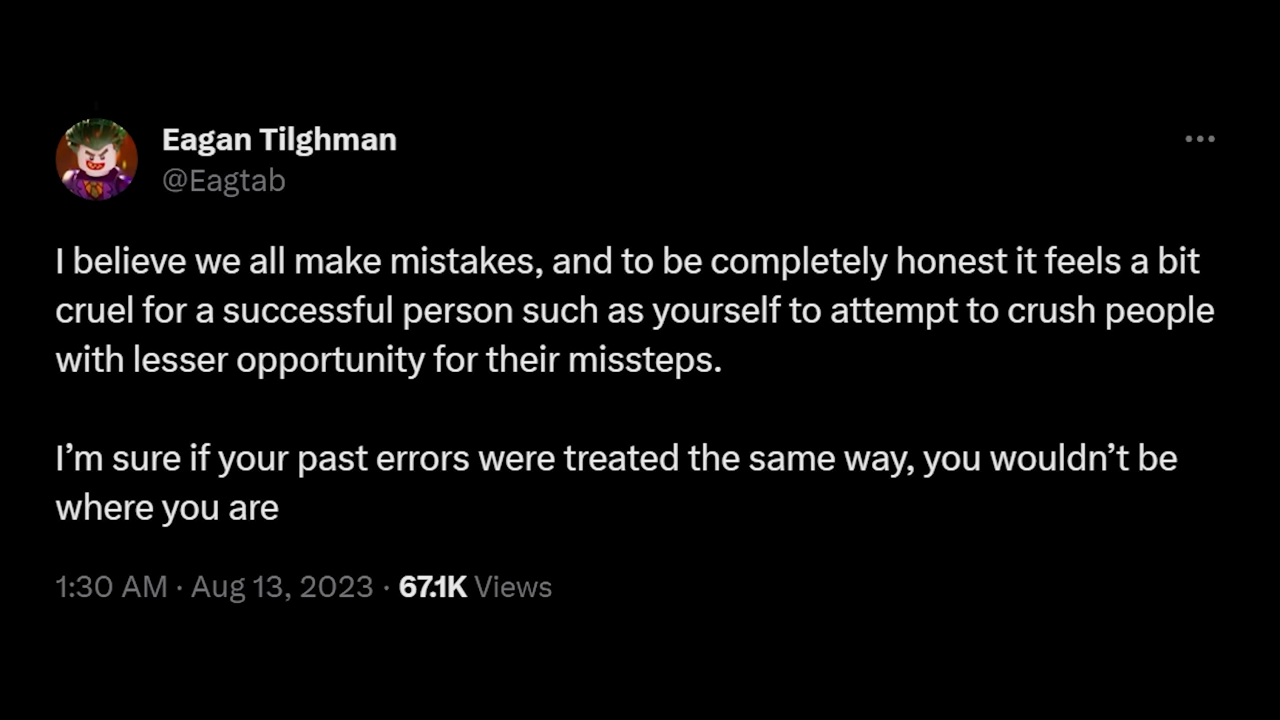 Eagan Tilghman
@Eagtab
I believe we all make mistakes, and to be completely honest it feels a bit
cruel for a successful person such as yourself to attempt to crush people
with lesser opportunity for their missteps.
I’m sure if your past errors were treated the same way, you wouldn’t be
where you are
1:30 AM · Aug 13, 2023 · 67.1K Views